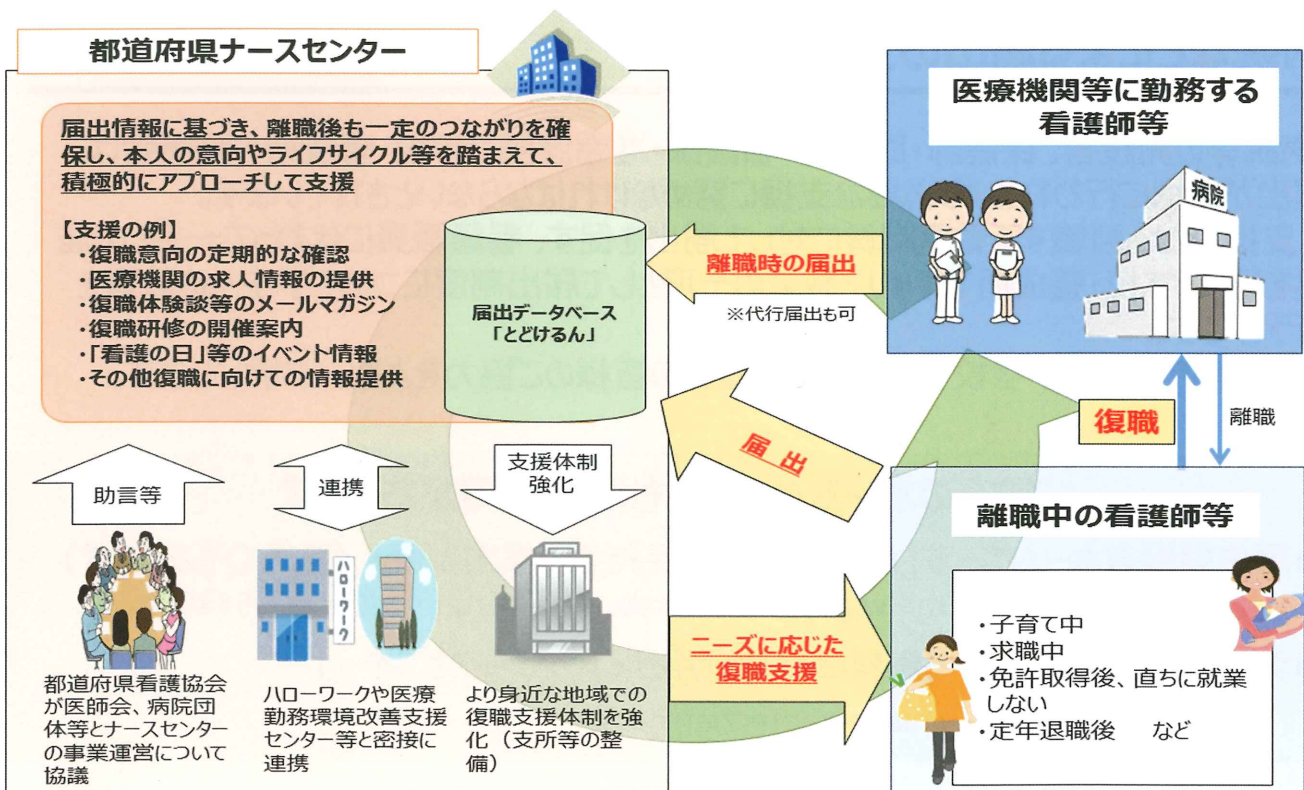 都道府県ナースセンター
届出情報に基づき、離職後も一定のつながりを確
保し、本人の意向やライフサイクル等を踏まえて、
積極的にアプローチして支援
【支援の例】
・復職意向の定期的な確認
・医療機関の求人情報の提供
・復職体験談等のメールマガジン
・復職研修の開催案内
・「看護の日」等のイベント情報
・その他復職に向けての情報提供
届出データベース
「とどけるん」
助言等
連携
支援体制
強化
ハローワーク
都道府県看護協会
が医師会、病院団
体等とナースセンター
の事業運営について
協議
ハローワークや医療
勤務環境改善支援
センター等と密接に
連携
より身近な地域での
復職支援体制を強
化（支所等の整
備）
離職時の届出
※代行届出も可
届 出
ニーズに応じた
復職支援
医療機関等に勤務する
看護師等
病院
復職
離職
離職中の看護師等
・子育て中
・求職中
・免許取得後、直ちに就業
しない
・定年退職後　など